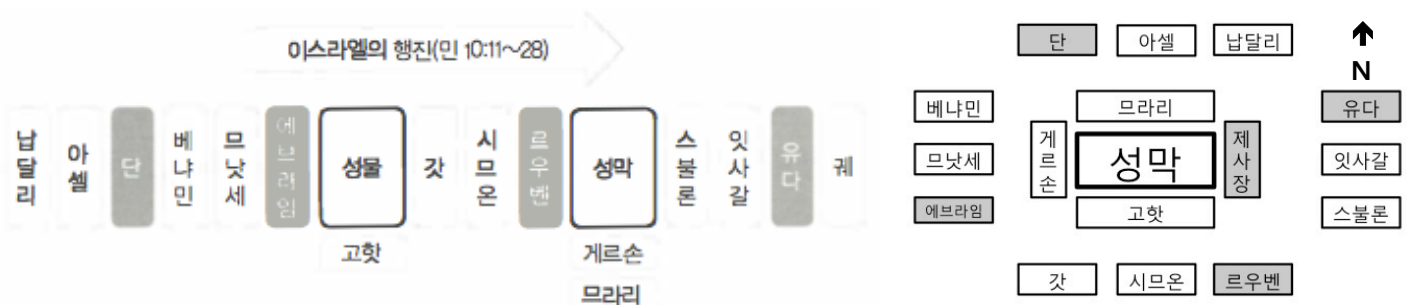 이스라엘의 행진(민 10:11~28)
납달리
아셀
단
베냐민
므낫세
에브라임
성물
갓
시므온
르우벤
성막
스불론
잇사갈
유다
궤
고핫
게르손
므라리
단
아셀
납달리
N
베냐민
므라리
유다
므낫세
게르손
성막
제사장
잇사갈
에브라임
고핫
스불론
갓
시므온
르우벤